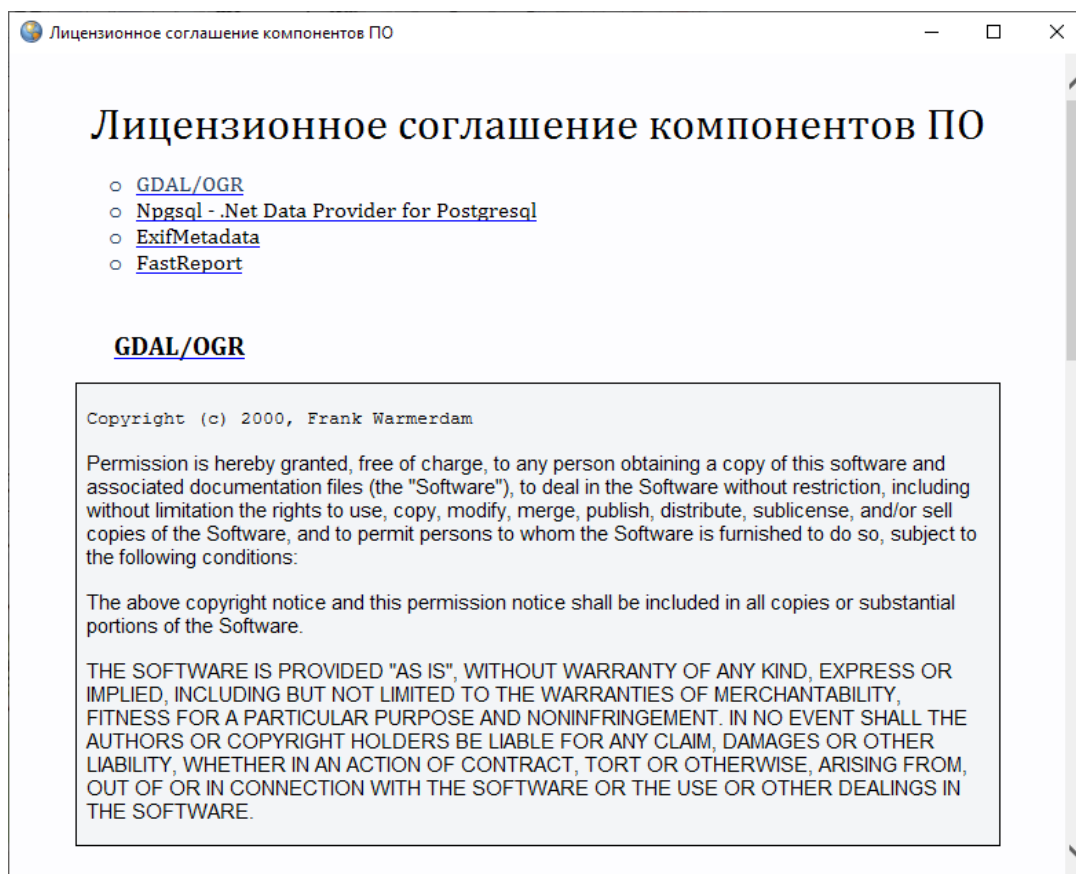 Лицензионное соглашение компонентов ПО
Лицензионное соглашение компонентов ПО
GDAL/OGR
Npgsql - .Net Data Provider for Postgresql
ExifMetadata
FastReport
GDAL/OGR
Copyright (c) 2000, Frank Warmerdam
Permission is hereby granted, free of charge, to any person obtaining a copy of this software and
associated documentation files (the "Software"), to deal in the Software without restriction, including
without limitation the rights to use, copy, modify, merge, publish, distribute, sublicense, and/or sell
copies of the Software, and to permit persons to whom the Software is furnished to do so, subject to
the following conditions:
The above copyright notice and this permission notice shall be included in all copies or substantial
portions of the Software.
THE SOFTWARE IS PROVIDED "AS IS", WITHOUT WARRANTY OF ANY KIND, EXPRESS OR
IMPLIED, INCLUDING BUT NOT LIMITED TO THE WARRANTIES OF MERCHANTABILITY,
FITNESS FOR A PARTICULAR PURPOSE AND NONINFRINGEMENT. IN NO EVENT SHALL THE
AUTHORS OR COPYRIGHT HOLDERS BE LIABLE FOR ANY CLAIM, DAMAGES OR OTHER
LIABILITY, WHETHER IN AN ACTION OF CONTRACT, TORT OR OTHERWISE, ARISING FROM,
OUT OF OR IN CONNECTION WITH THE SOFTWARE OR THE USE OR OTHER DEALINGS IN
THE SOFTWARE.